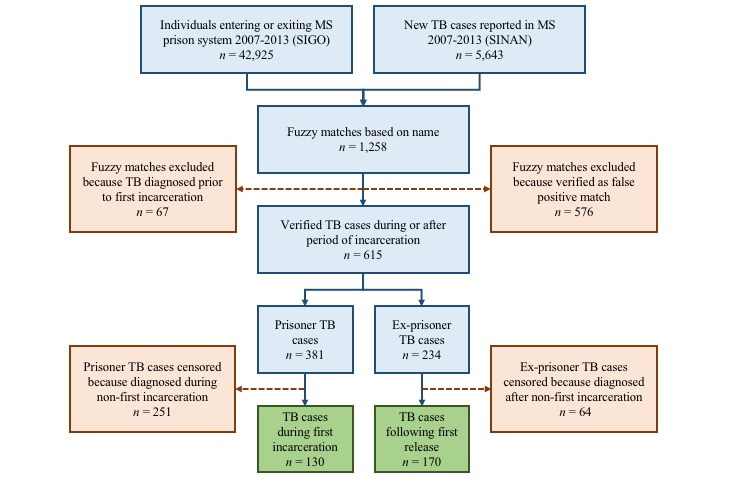 Individuals entering or exiting MS
prison system 2007-2013 (SIGO)
n = 42,925
New TB cases reported in MS
2007-2013 (SINAN)
n = 5,643
Fuzzy matches based on name
n = 1,258
Fuzzy matches excluded
because TB diagnosed prior
to first incarceration
n = 67
Fuzzy matches excluded
because verified as false
positive match
n = 576
Verified TB cases during or after
period of incarceration
n = 615
Prisoner TB
cases
n = 381
Ex-prisoner
TB cases
n = 234
Prisoner TB cases censored
because diagnosed during
non-first incarceration
n = 251
Ex-prisoner TB cases
censored because diagnosed
after non-first incarceration
n = 64
TB cases
during first
incarceration
n = 130
TB cases
following first
release
n = 170